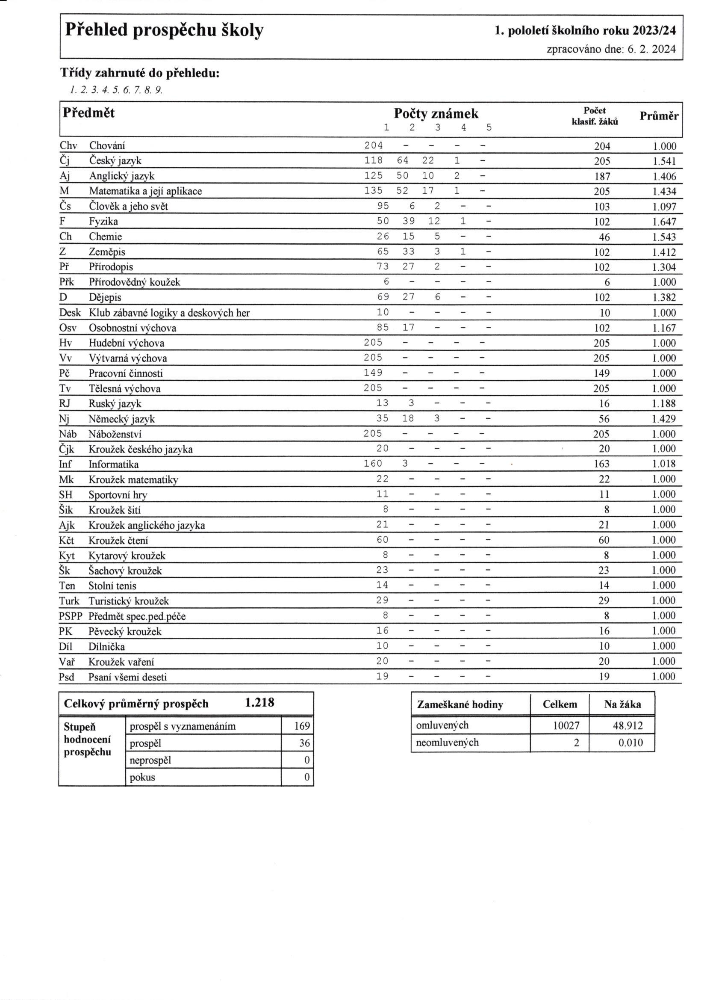 Přehled prospěchu školy
1. pololetí školního roku 2023/24
zpracováno dne: 6. 2. 2024
Třídy zahrnuté do přehledu:
1. 2. 3. 4. 5. 6. 7. 8. 9.
Předmět Počty známek Počet klasif. žáků Průměr
1 2 3 4 5
Chv Chování 204 - - - - 204 1.000
Čj Český jazyk 118 64 22 1 - 205 1.541
Aj Anglický jazyk 125 50 10 2 - 187 1.406
M Matematika a její aplikace 135 52 17 1 - 205 1.434
Čs Člověk a jeho svět 95 6 2 - - 103 1.097
F Fyzika 50 39 12 1 - 102 1.647
Ch Chemie 26 15 5 - - 46 1.543
Z Zeměpis 65 33 3 1 - 102 1.412
Př Přírodopis 73 27 2 - - 102 1.304
Přk Přírodovědný koužek 6 - - - - 6 1.000
D Dějepis 69 27 6 - - 102 1.382
Desk Klub zábavné logiky a deskových her 10 - - - - 10 1.000
Osv Osobnostní výchova 85 17 - - - 102 1.167
Hv Hudební výchova 205 - - - - 205 1.000
Vv Výtvarná výchova 205 - - - - 205 1.000
Pč Pracovní činnosti 149 - - - - 149 1.000
Tv Tělesná výchova 205 - - - - 205 1.000
RJ Ruský jazyk 13 3 - - - 16 1.188
Nj Německý jazyk 35 18 3 - - 56 1.429
Náb Náboženství 205 - - - - 205 1.000
Čjk Kroužek českého jazyka 20 - - - - 20 1.000
Inf Informatika 160 3 - - - 163 1.018
Mk Kroužek matematiky 22 - - - - 22 1.000
SH Sportovní hry 11 - - - - 11 1.000
Šik Kroužek šití 8 - - - - 8 1.000
Ajk Kroužek anglického jazyka 21 - - - - 21 1.000
Kčt Kroužek čtení 60 - - - - 60 1.000
Kyt Kytarový kroužek 8 - - - - 8 1.000
Šk Šachový kroužek 23 - - - - 23 1.000
Ten Stolní tenis 14 - - - - 14 1.000
Turk Turistický kroužek 29 - - - - 29 1.000
PSPP Předmět spec.ped.péče 8 - - - - 8 1.000
PK Pěvecký kroužek 16 - - - - 16 1.000
Díl Dílnička 10 - - - - 10 1.000
Vař Kroužek vaření 20 - - - - 20 1.000
Psd Psaní všemi deseti 19 - - - - 19 1.000
Celkový průměrný prospěch 1.218
Stupeň hodnocení prospěchu
prospěl s vyznamenáním 169
prospěl 36
neprospěl 0
pokus 0
Zameškané hodiny Celkem Na žáka
omluvených 10027 48.912
neomluvených 2 0.010